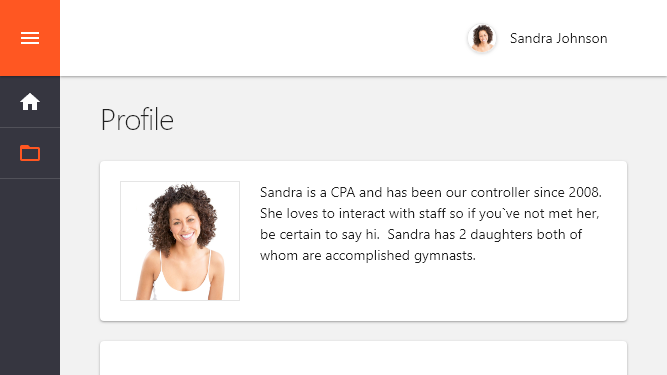 Sandra Johnson
Profile
Sandra is a CPA and has been our controller since 2008.
She loves to interact with staff so if you`ve not met her,
be certain to say hi.  Sandra has 2 daughters both of
whom are accomplished gymnasts.